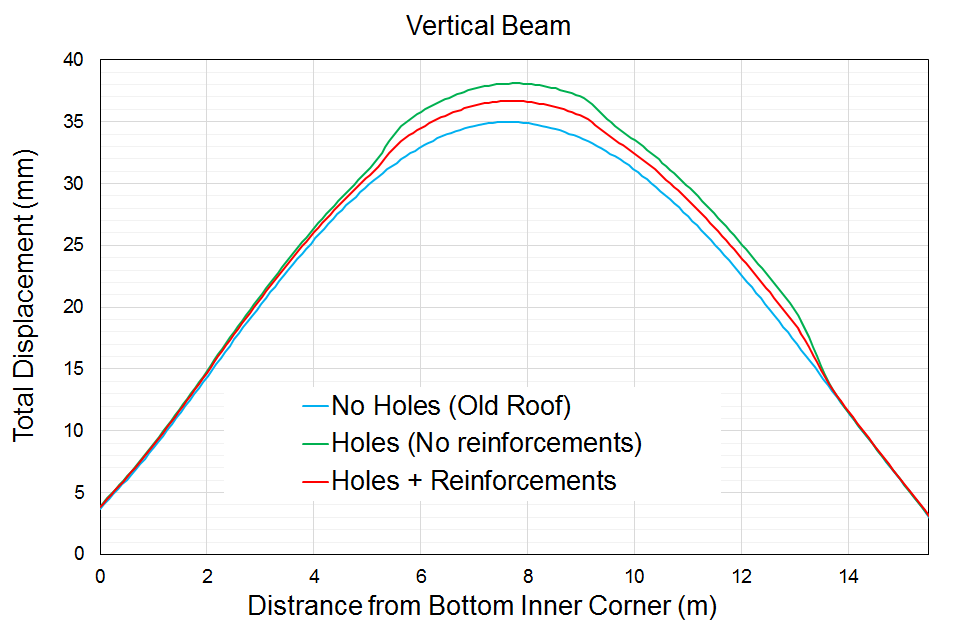 Vertical Beam
Total Displacement (mm)
40
35
30
25
20
15
10
5
0
No Holes (Old Roof)
Holes (No reinforcements)
Holes + Reinforcements
0 2 4 6 8 10 12 14
Distrance from Bottom Inner Corner (m)